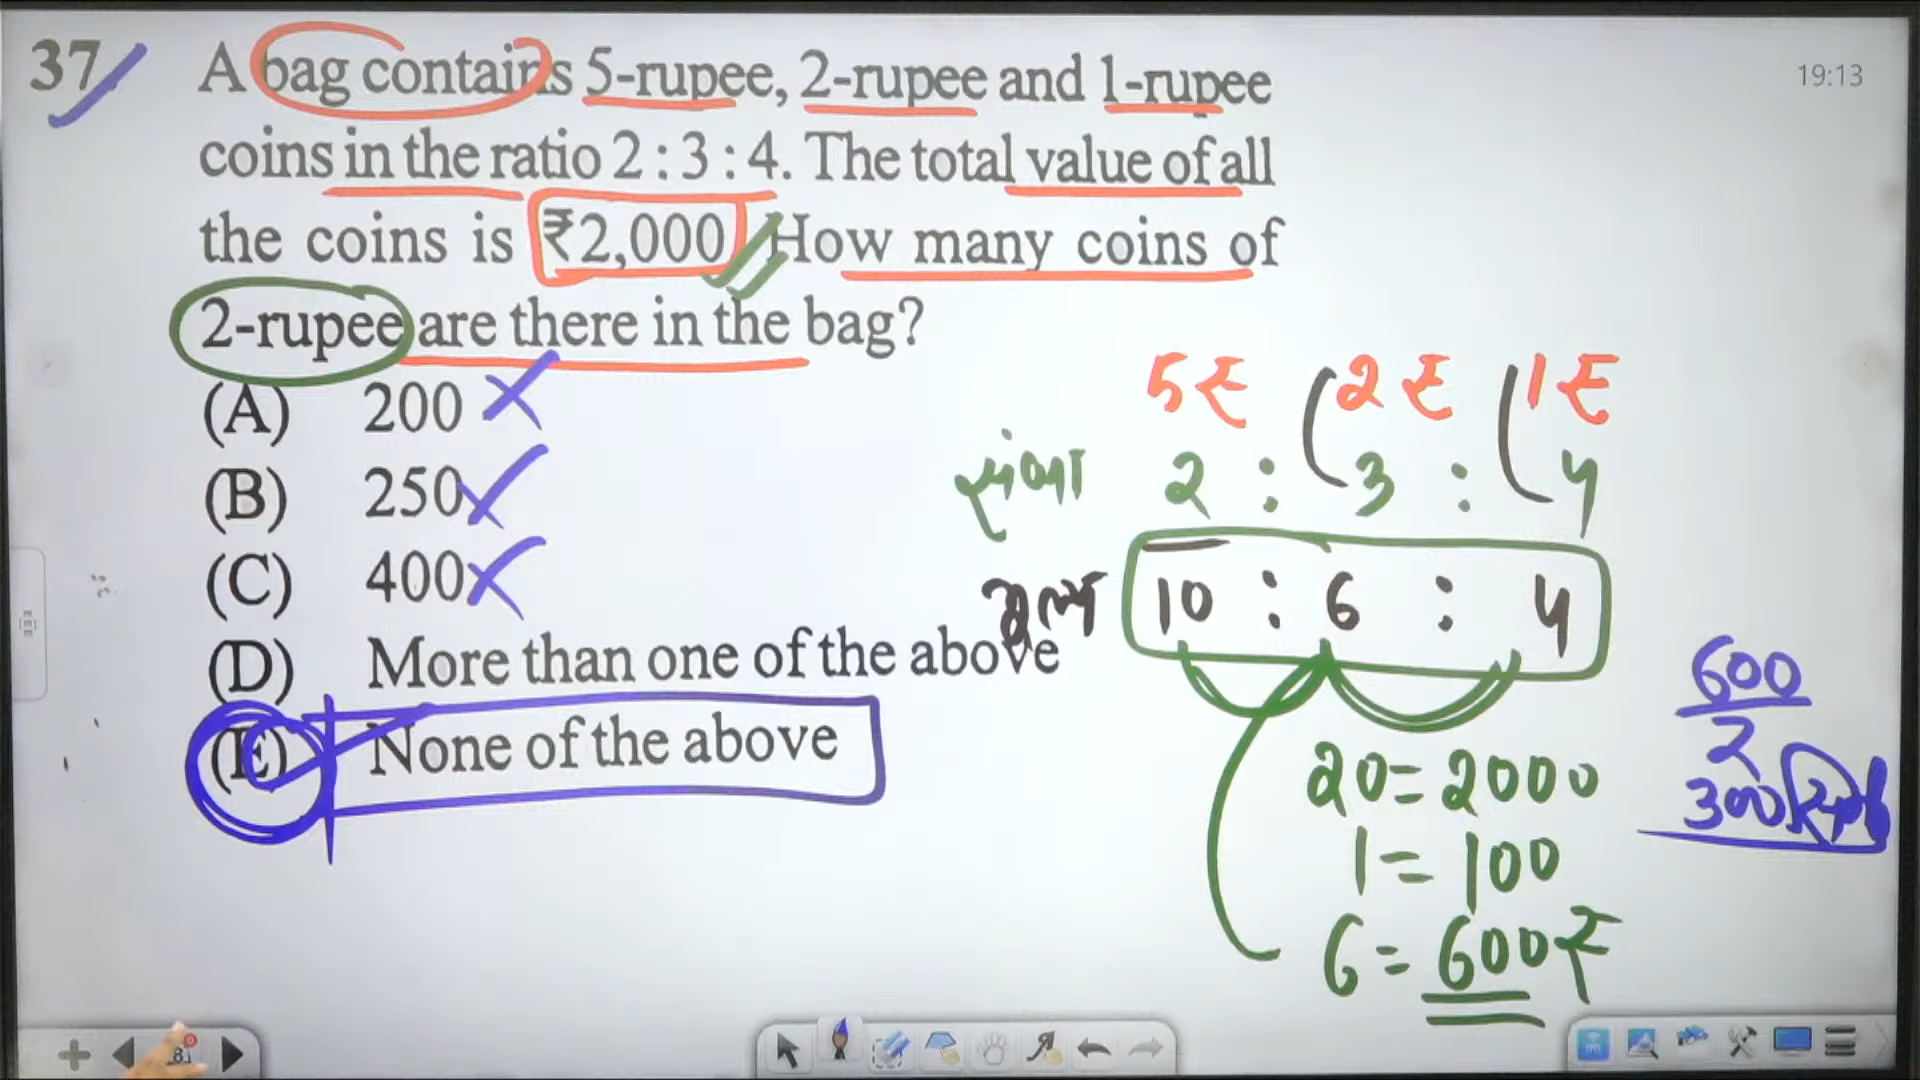 37
19:13
A bag contains 5-rupee, 2-rupee and 1-rupee
coins in the ratio 2 : 3 : 4. The total value of all
the coins is ₹2,000 How many coins of
2-rupee are there in the bag?
(A) 200
(B) 250
(C) 400
(D) More than one of the above
(E) None of the above
5₹ 2₹ 1₹
संख्या 2 : 3 : 4
मूल्य 10 : 6 : 4
20 = 2000
1 = 100
6 = 600₹
600
2
300